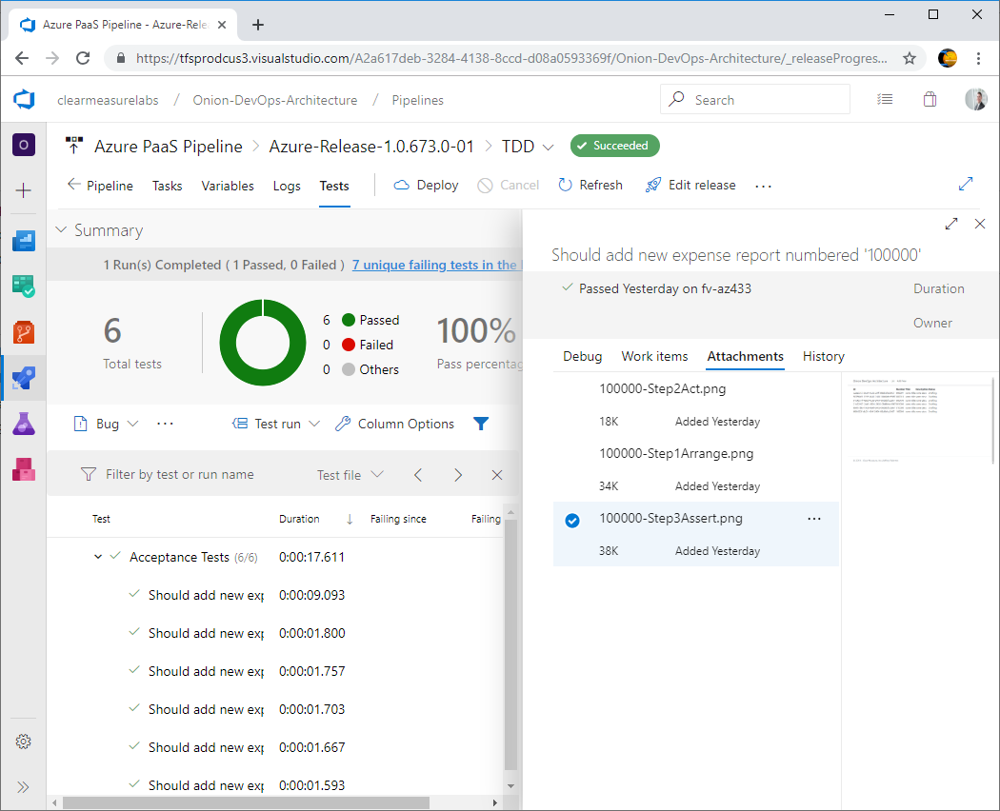 Azure PaaS Pipeline - Azure-Rele
https://tfsprodcus3.visualstudio.com/A2a617deb-3284-4138-8ccd-d08a0593369f/Onion-DevOps-Architecture/_releaseProgres...
clearmeasurelabs / Onion-DevOps-Architecture / Pipelines
Search
O
Azure PaaS Pipeline > Azure-Release-1.0.673.0-01 > TDD Succeeded
Pipeline Tasks Variables Logs Tests Deploy Cancel Refresh Edit release ...
Summary
1 Run(s) Completed ( 1 Passed, 0 Failed ) 7 unique failing tests in the
6
Total tests
6 Passed
0 Failed
0 Others
100%
Pass percentag
Bug ... Test run Column Options
Filter by test or run name Test file
Test Duration Failing since Failing
Acceptance Tests (6/6) 0:00:17.611
Should add new exp 0:00:09.093
Should add new exp 0:00:01.800
Should add new exp 0:00:01.757
Should add new exp 0:00:01.703
Should add new exp 0:00:01.667
Should add new exp 0:00:01.593
Should add new expense report numbered '100000'
Passed Yesterday on fv-az433 Duration
Owner
Debug Work items Attachments History
100000-Step2Act.png
18K Added Yesterday
100000-Step1Arrange.png
34K Added Yesterday
100000-Step3Assert.png ...
38K Added Yesterday